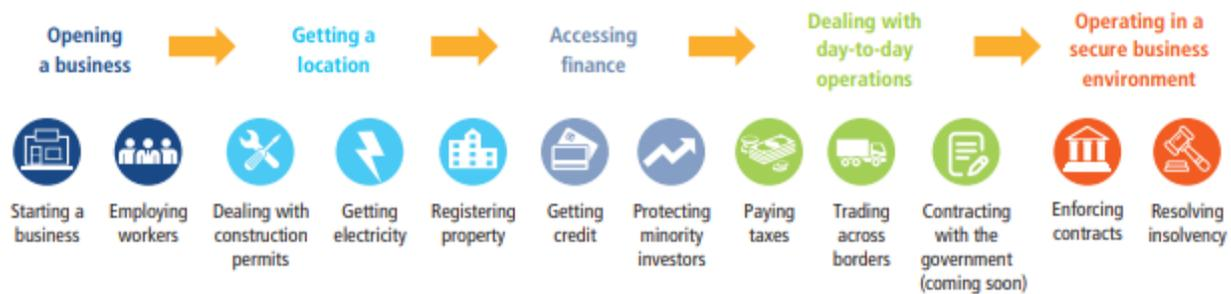 Opening
a business
Getting a
location
Accessing
finance
Dealing with
day-to-day
operations
Operating in a
secure business
environment
Starting a
business
Employing
workers
Dealing with
construction
permits
Getting
electricity
Registering
property
Getting
credit
Protecting
minority
investors
Paying
taxes
Trading
across
borders
Contracting
with the
government
(coming soon)
Enforcing
contracts
Resolving
insolvency